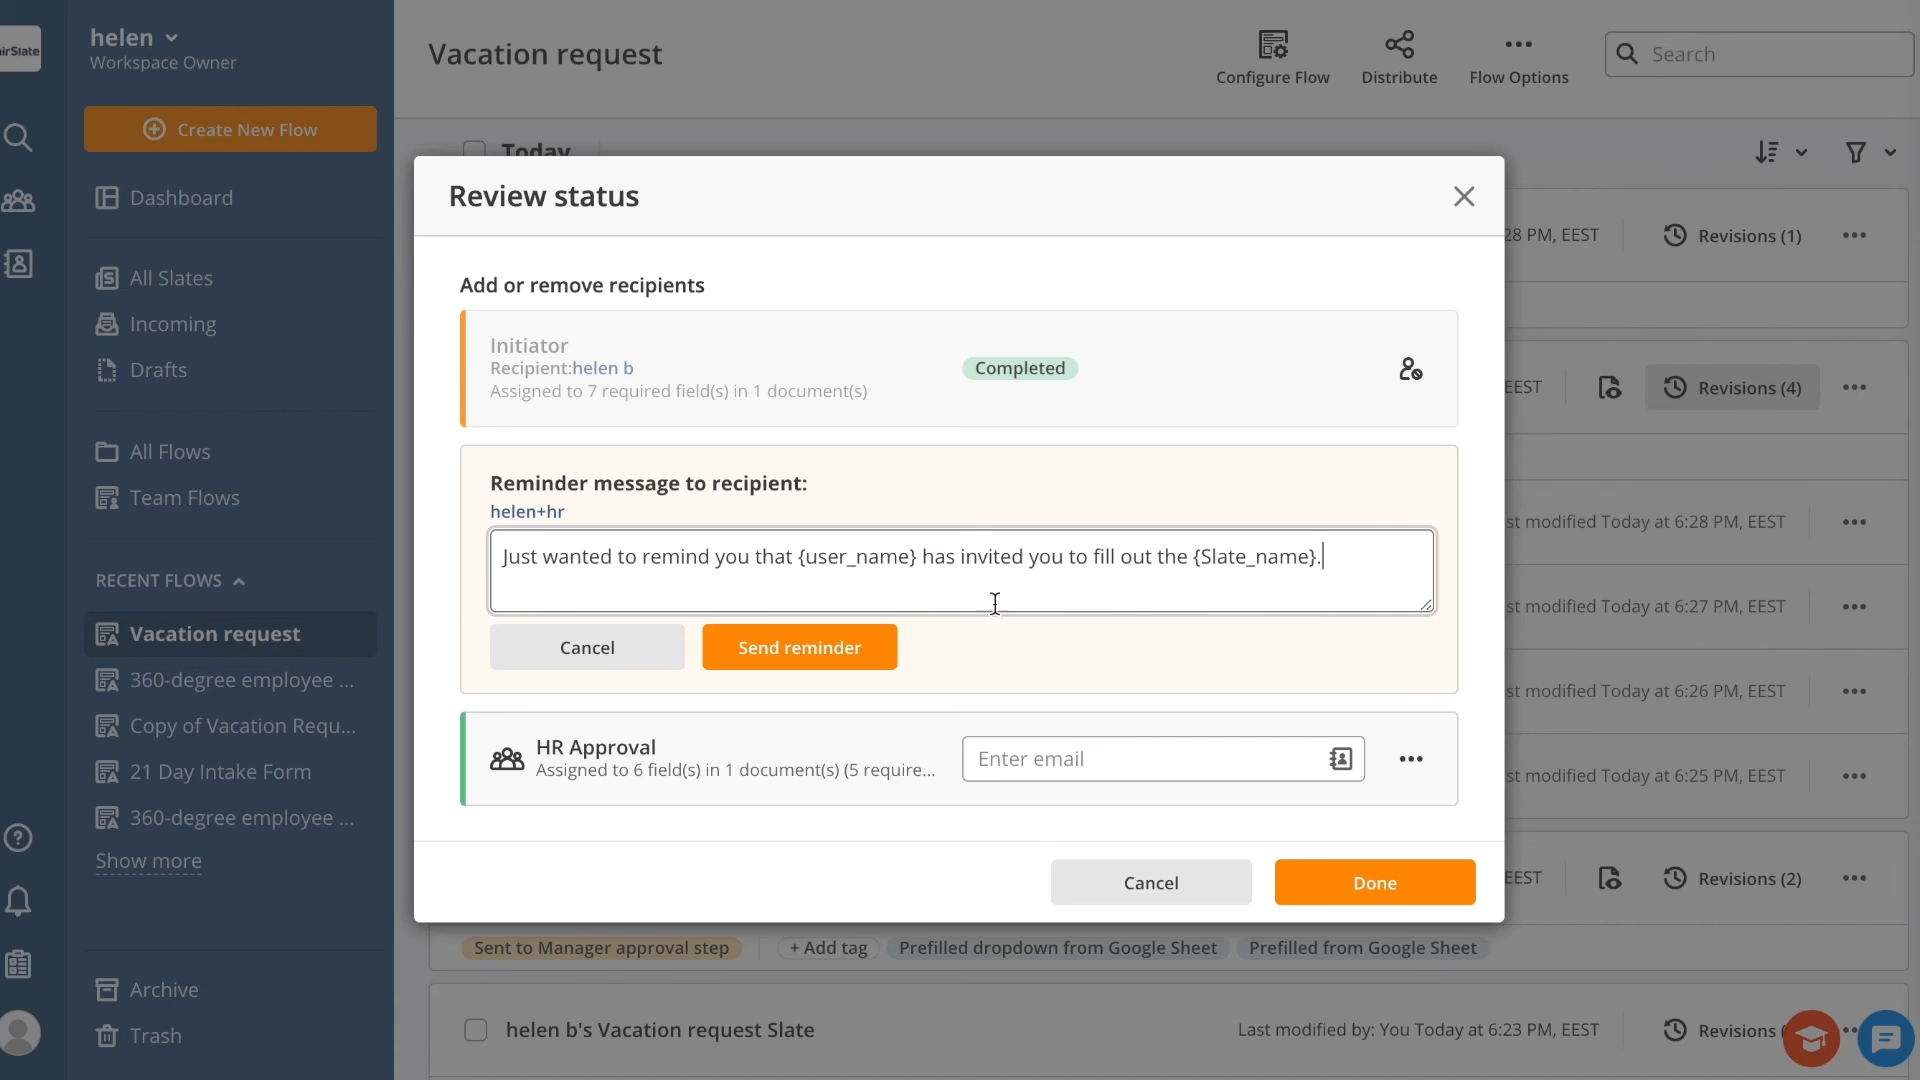 airSlate
helen
Workspace Owner
Create New Flow
Dashboard
All Slates
Incoming
Drafts
All Flows
Team Flows
RECENT FLOWS
Vacation request
360-degree employee ...
Copy of Vacation Requ...
21 Day Intake Form
360-degree employee ...
Show more
Archive
Trash
Vacation request
Configure Flow
Distribute
Flow Options
Search
Today
Review status
Add or remove recipients
Initiator
Recipient:helen b
Assigned to 7 required field(s) in 1 document(s)
Completed
Reminder message to recipient:
helen+hr
Just wanted to remind you that {user_name} has invited you to fill out the {Slate_name}.
Cancel
Send reminder
HR Approval
Assigned to 6 field(s) in 1 document(s) (5 require...
Enter email
Cancel
Done
28 PM, EEST
Revisions (1)
EEST
Revisions (4)
st modified Today at 6:28 PM, EEST
st modified Today at 6:27 PM, EEST
st modified Today at 6:26 PM, EEST
st modified Today at 6:25 PM, EEST
EEST
Revisions (2)
Sent to Manager approval step
+ Add tag
Prefilled dropdown from Google Sheet
Prefilled from Google Sheet
helen b's Vacation request Slate
Last modified by: You Today at 6:23 PM, EEST
Revisions (